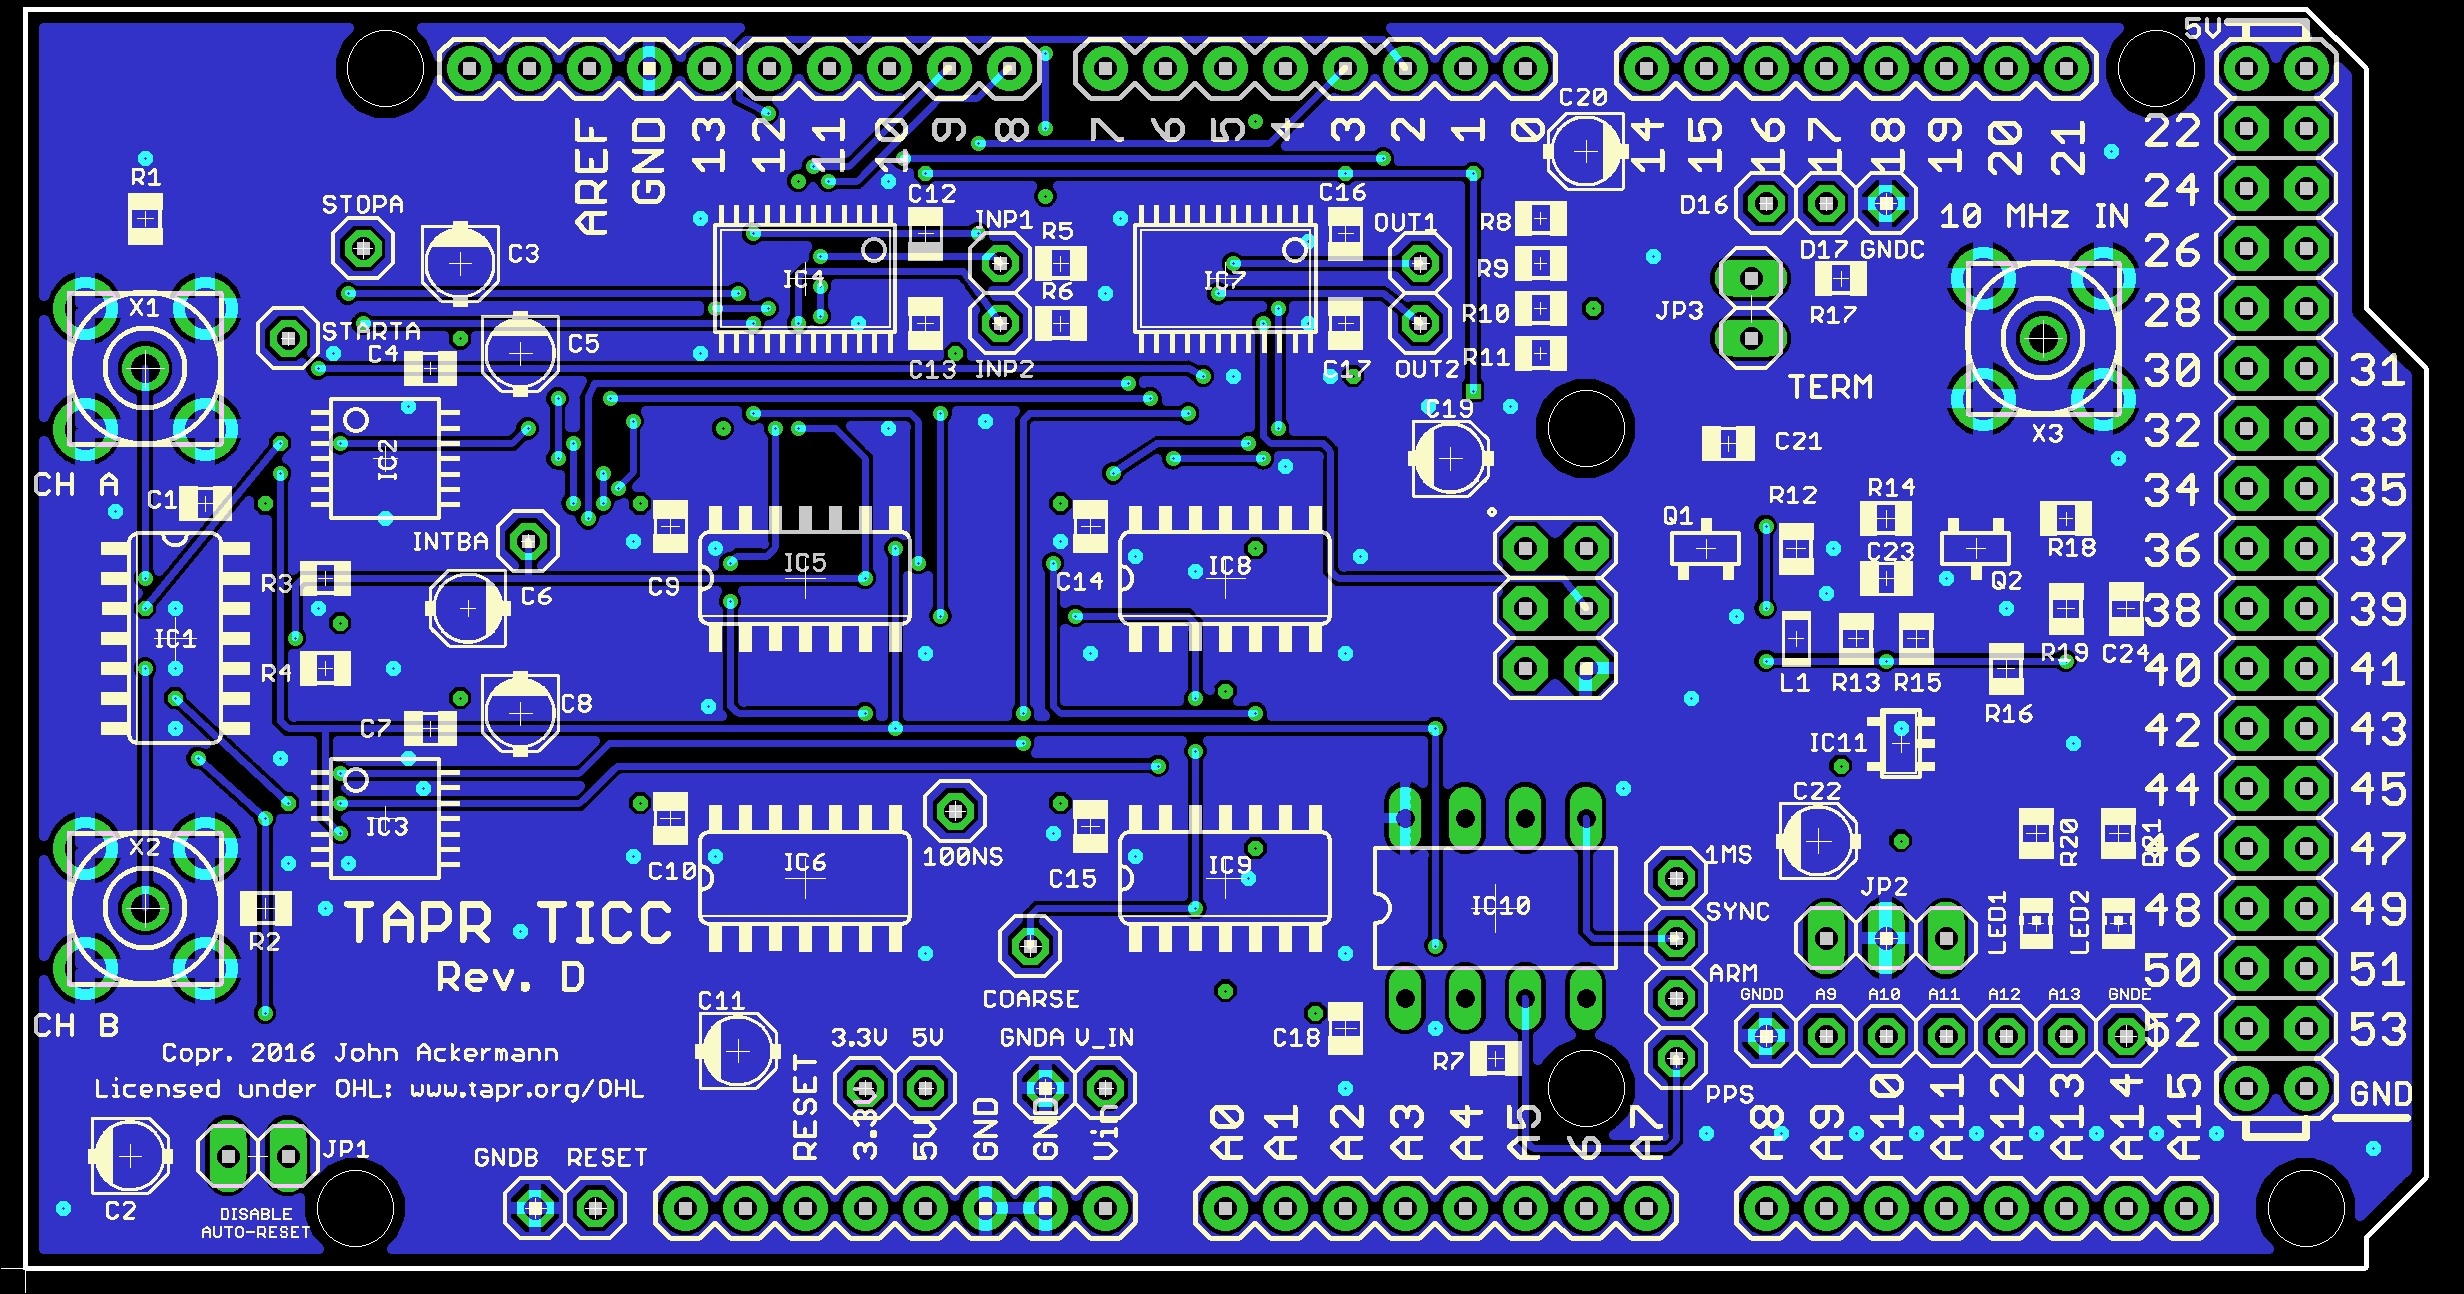 5V
C20
AREF
GND
13
12
11
10
9
8
7
6
5
4
3
2
1
0
14
15
16
17
18
19
20
21
22
24
26
28
30
31
32
33
34
35
36
37
38
39
40
41
42
43
44
45
46
47
48
49
50
51
52
53
GND
R1
STOPA
C3
C12
INP1
R5
C16
OUT1
R8
D16
D17 GNDC
10 MHz IN
IC4
IC7
R9
R6
R10
JP3
R17
X1
STARTA
C4
C5
C13
INP2
C17
OUT2
R11
TERM
C19
X3
IC2
C21
CH A
C1
R12
R14
Q1
INTBA
IC5
IC8
C23
R18
R3
C6
C9
C14
Q2
IC1
R4
R19
C24
C7
C8
L1
R13
R15
R16
IC11
C22
IC3
X2
C10
IC6
100NS
C15
IC9
1MS
R20
R21
R2
TAPR TICC
IC10
SYNC
JP2
LED1
LED2
Rev. D
COARSE
ARM
GNDD
A9
A10
A11
A12
A13
GNDE
CH B
C11
3.3V
5V
GNDA
V_IN
C18
R7
Copr. 2016 John Ackermann
Licensed under OHL: www.tapr.org/OHL
PPS
RESET
3.3V
5V
GND
GND
Vin
A0
A1
A2
A3
A4
A5
6
A7
A8
A9
A10
A11
A12
A13
A14
A15
JP1
GNDB
RESET
C2
DISABLE
AUTO-RESET